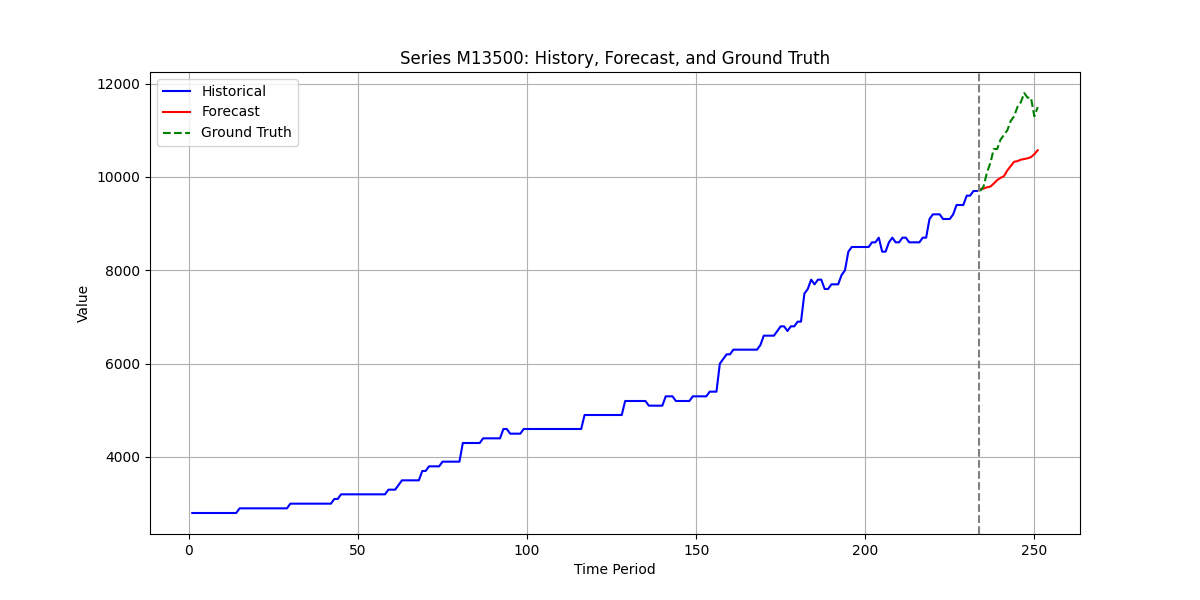 Series M13500: History, Forecast, and Ground Truth
12000
10000
8000
6000
4000
Value
Historical
Forecast
Ground Truth
0
50
100
150
200
250
Time Period